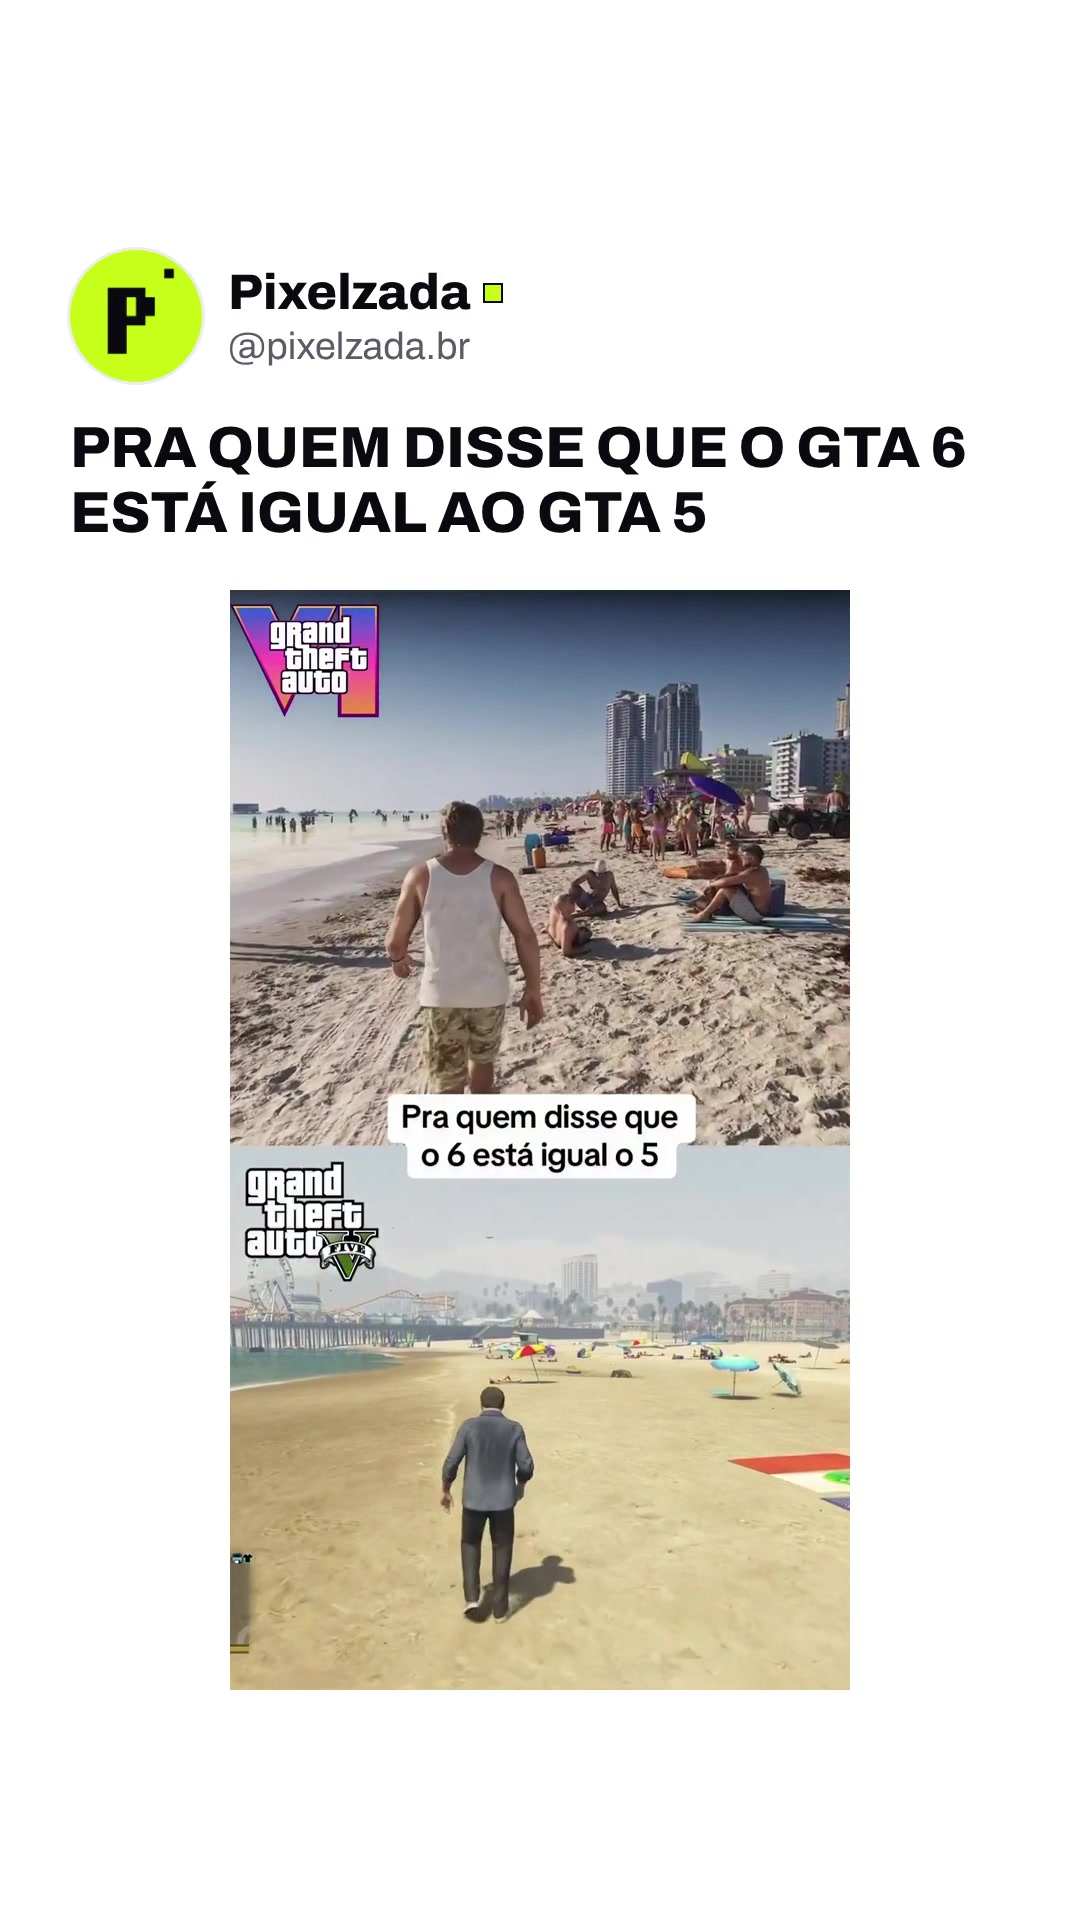 P
Pixelzada
@pixelzada.br
PRA QUEM DISSE QUE O GTA 6
ESTÁ IGUAL AO GTA 5
VI
grand
theft
auto
Pra quem disse que
o 6 está igual o 5
grand
theft
auto
V
FIVE